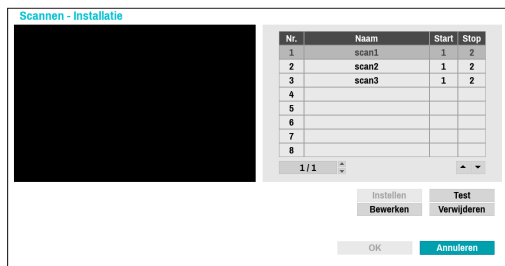 Scannen - Installatie
Nr. Naam Start Stop
1 scan1 1 2
2 scan2 1 2
3 scan3 1 2
4
5
6
7
8
1 / 1
Instellen Test
Bewerken Verwijderen
OK Annuleren